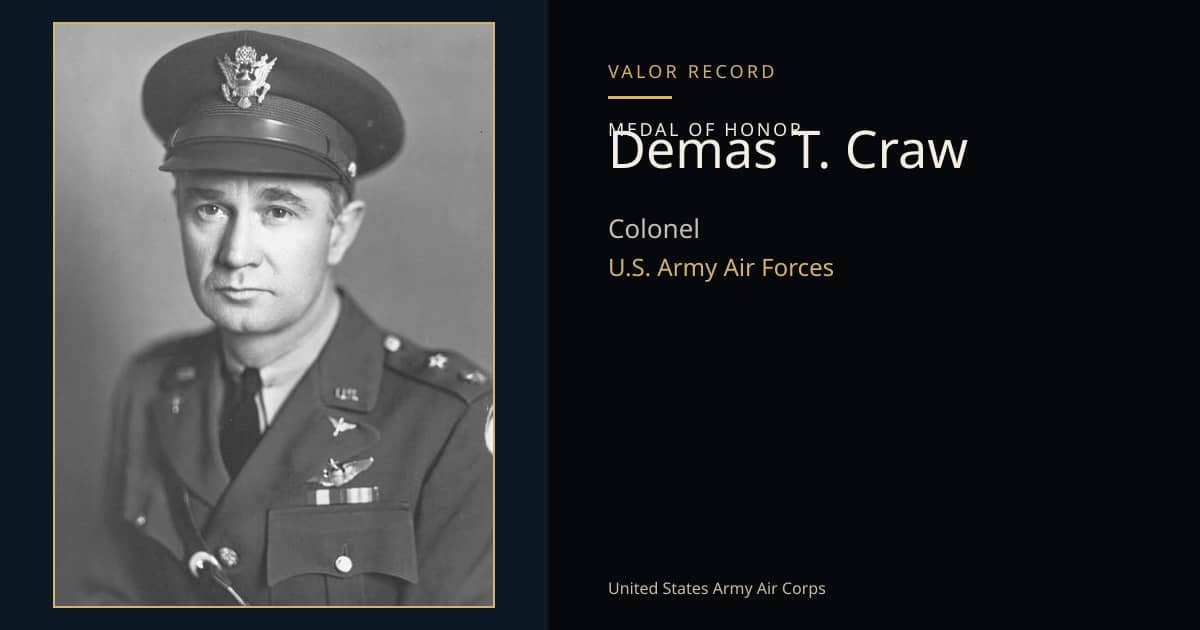 VALOR RECORD
MEDAL OF HONOR
Demas T. Craw
Colonel
U.S. Army Air Forces
United States Army Air Corps